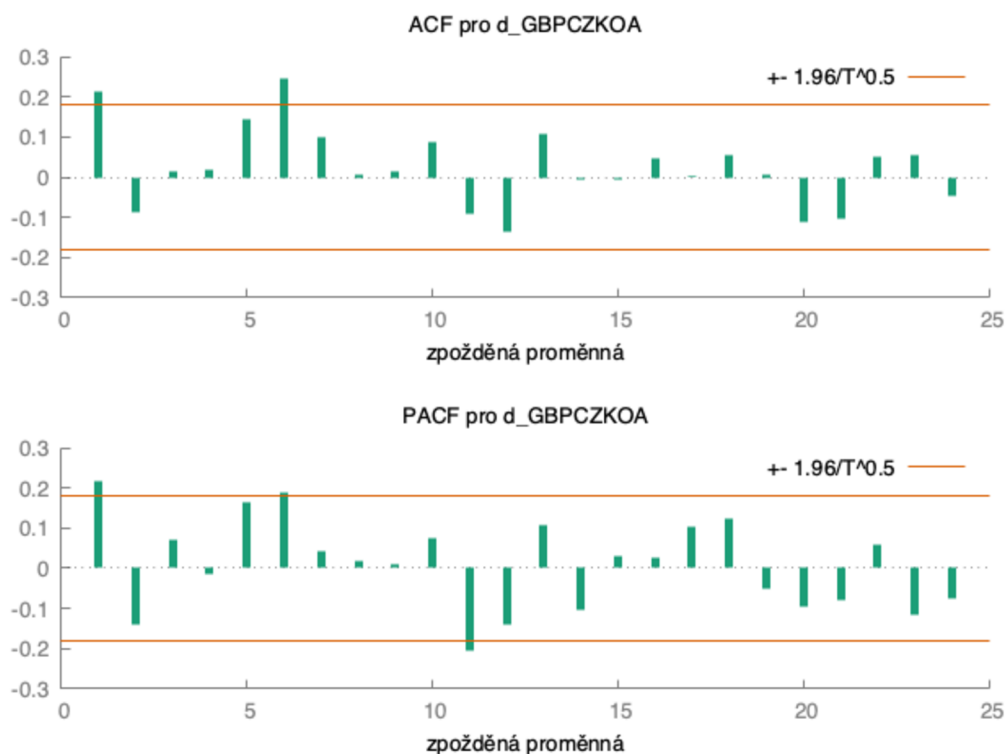 ACF pro d_GBPCZKOA
+- 1.96/T^0.5
0.3
0.2
0.1
0
-0.1
-0.2
-0.3
0 5 10 15 20 25
zpožděná proměnná
PACF pro d_GBPCZKOA
+- 1.96/T^0.5
0.3
0.2
0.1
0
-0.1
-0.2
-0.3
0 5 10 15 20 25
zpožděná proměnná